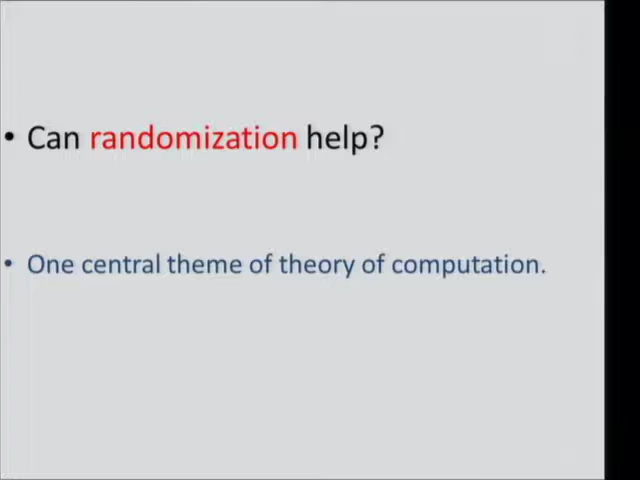 • Can randomization help?
• One central theme of theory of computation.